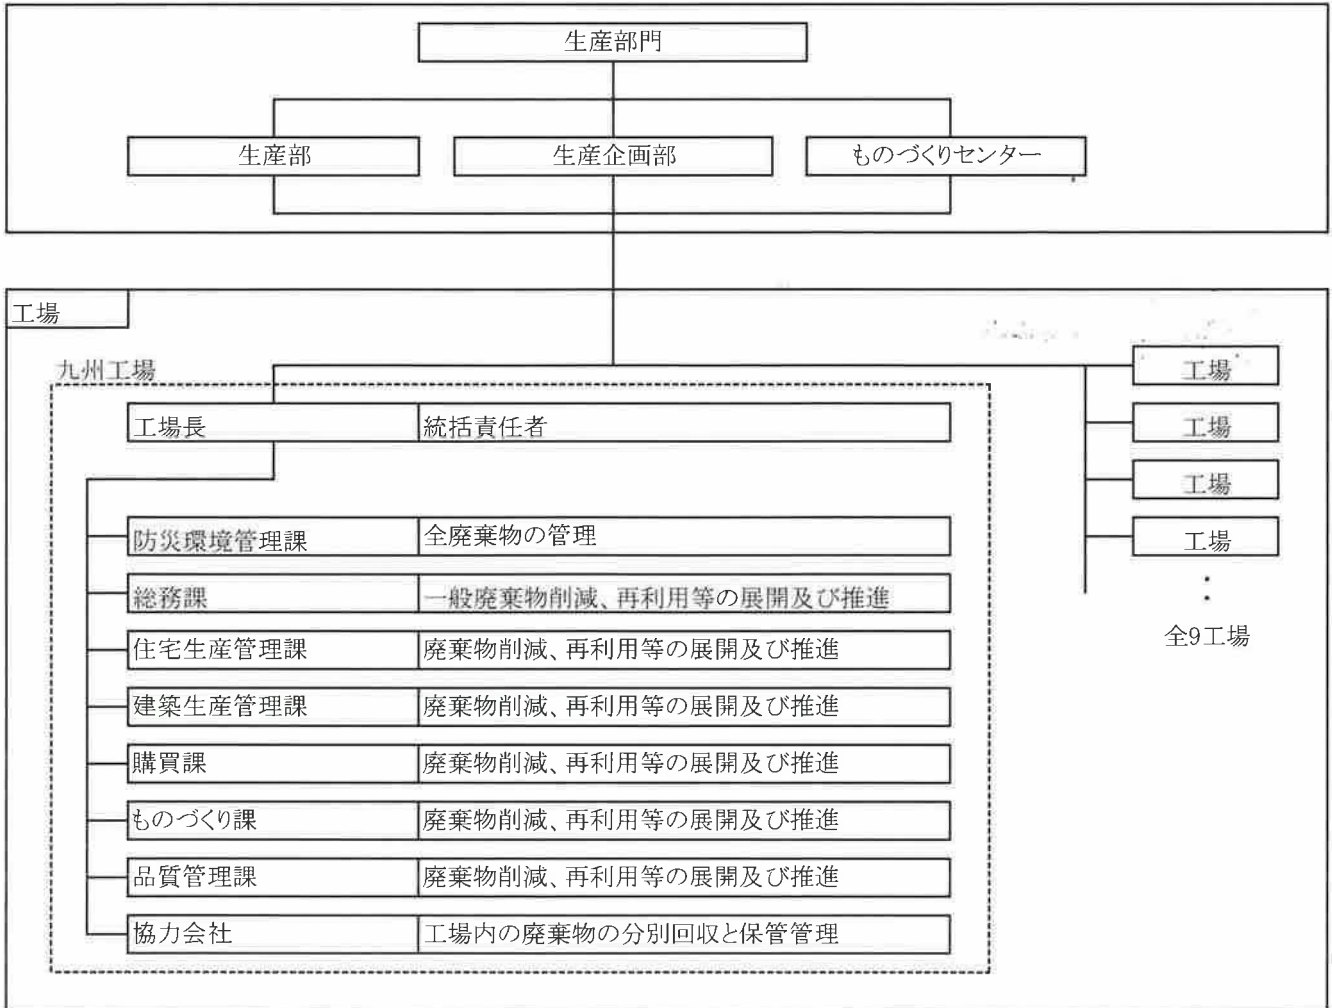 生産部門
生産部
生産企画部
ものづくりセンター
工場
九州工場
工場長
統括責任者
防災環境管理課
全廃棄物の管理
総務課
一般廃棄物削減、再利用等の展開及び推進
住宅生産管理課
廃棄物削減、再利用等の展開及び推進
建築生産管理課
廃棄物削減、再利用等の展開及び推進
購買課
廃棄物削減、再利用等の展開及び推進
ものづくり課
廃棄物削減、再利用等の展開及び推進
品質管理課
廃棄物削減、再利用等の展開及び推進
協力会社
工場内の廃棄物の分別回収と保管管理
工場
工場
工場
工場
全9工場